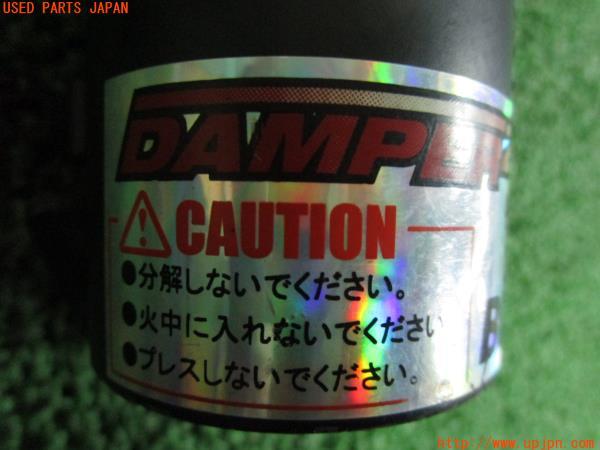 USED PARTS JAPAN
DAMPER
CAUTION
●分解しないでください。
●火中に入れないでください
●プレスしないでください。
http://www.upjpn.com